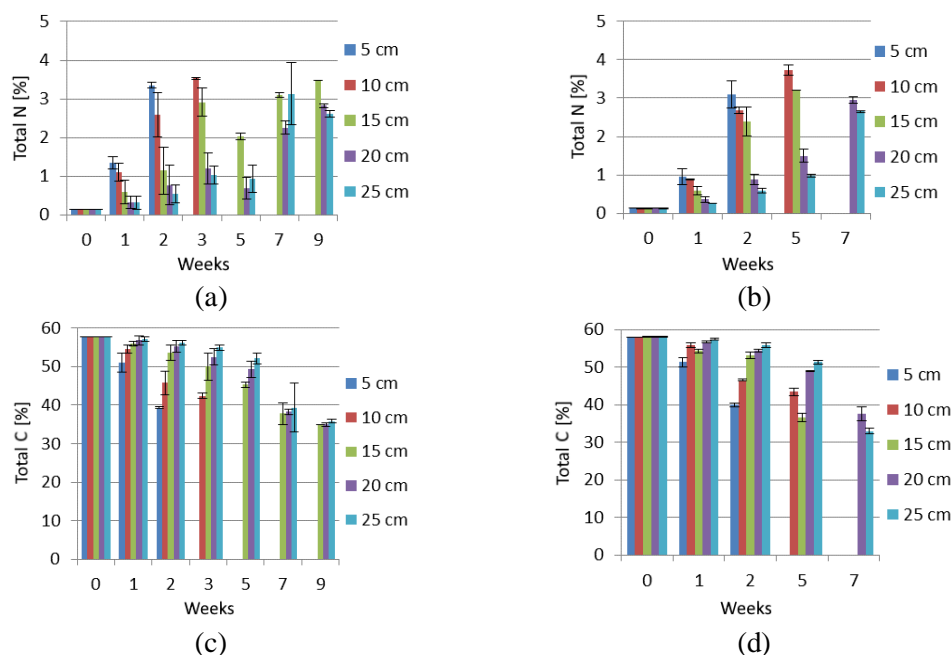 5
4
3
2
1
0
Total N [%]
0 1 2 3 5 7 9
Weeks
5 cm
10 cm
15 cm
20 cm
25 cm
(a)
5
4
3
2
1
0
Total N [%]
0 1 2 5 7
Weeks
5 cm
10 cm
15 cm
20 cm
25 cm
(b)
60
50
40
30
20
10
0
Total C [%]
0 1 2 3 5 7 9
Weeks
5 cm
10 cm
15 cm
20 cm
25 cm
(c)
60
50
40
30
20
10
0
Total C [%]
0 1 2 5 7
Weeks
5 cm
10 cm
15 cm
20 cm
25 cm
(d)